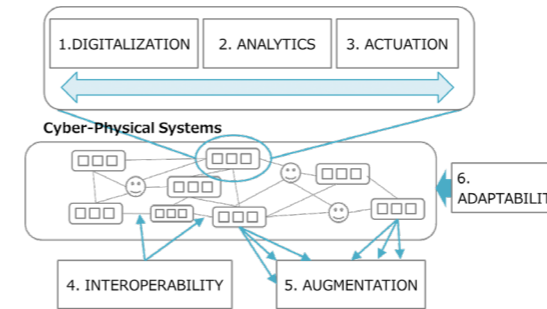 1.DIGITALIZATION
2. ANALYTICS
3. ACTUATION
Cyber-Physical Systems
6.
ADAPTABILIT
4. INTEROPERABILITY
5. AUGMENTATION